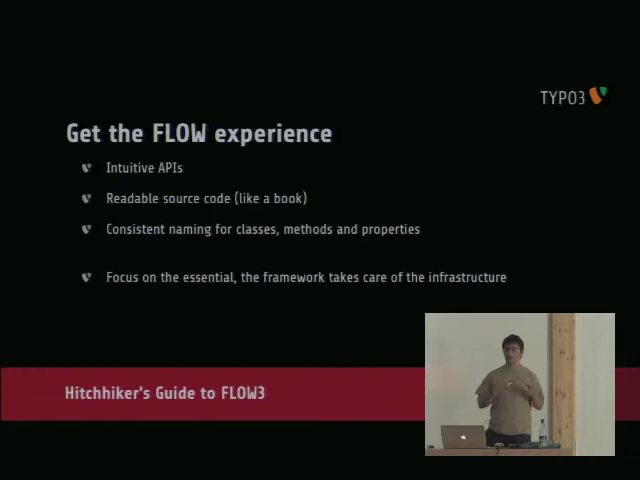 TYPO3
Get the FLOW experience
Intuitive APIs
Readable source code (like a book)
Consistent naming for classes, methods and properties
Focus on the essential, the framework takes care of the infrastructure
Hitchhiker's Guide to FLOW3